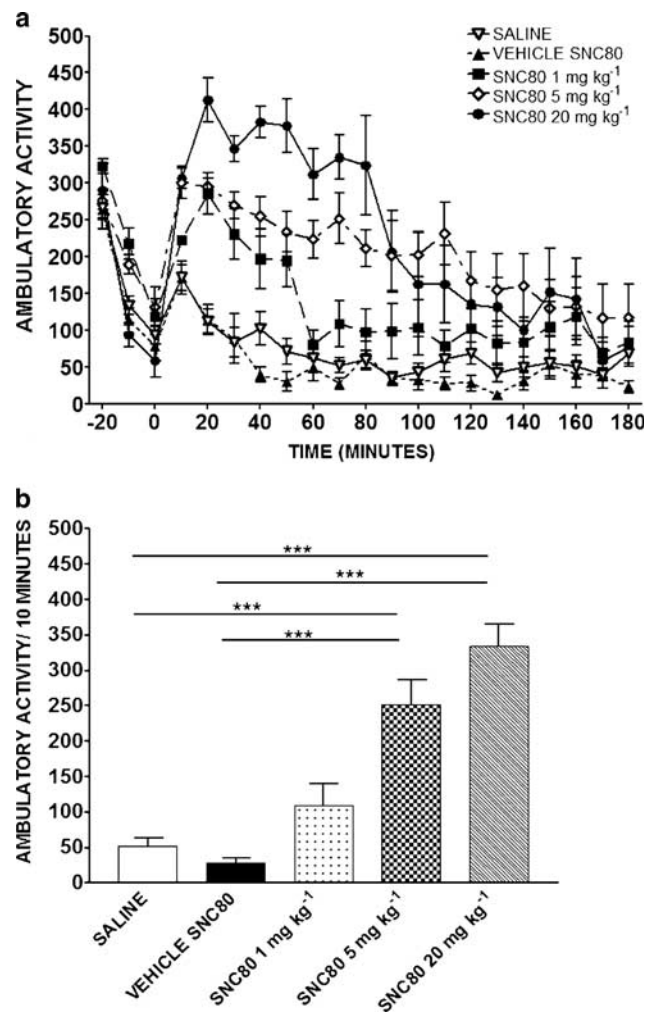 a
SALINE
VEHICLE SNC80
SNC80 1 mg kg⁻¹
SNC80 5 mg kg⁻¹
SNC80 20 mg kg⁻¹
500
450
400
350
300
250
200
150
100
50
0
AMBULATORY ACTIVITY
-20 0 20 40 60 80 100 120 140 160 180
TIME (MINUTES)
b
500
450
400
350
300
250
200
150
100
50
0
AMBULATORY ACTIVITY/ 10 MINUTES
***
***
***
***
SALINE
VEHICLE SNC80
SNC80 1 mg kg⁻¹
SNC80 5 mg kg⁻¹
SNC80 20 mg kg⁻¹